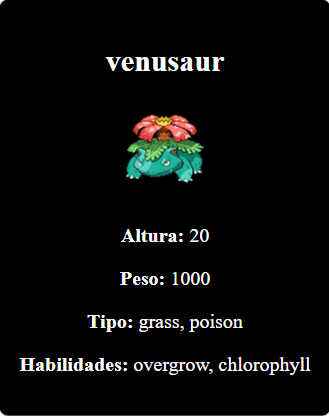 venusaur
Altura: 20
Peso: 1000
Tipo: grass, poison
Habilidades: overgrow, chlorophyll